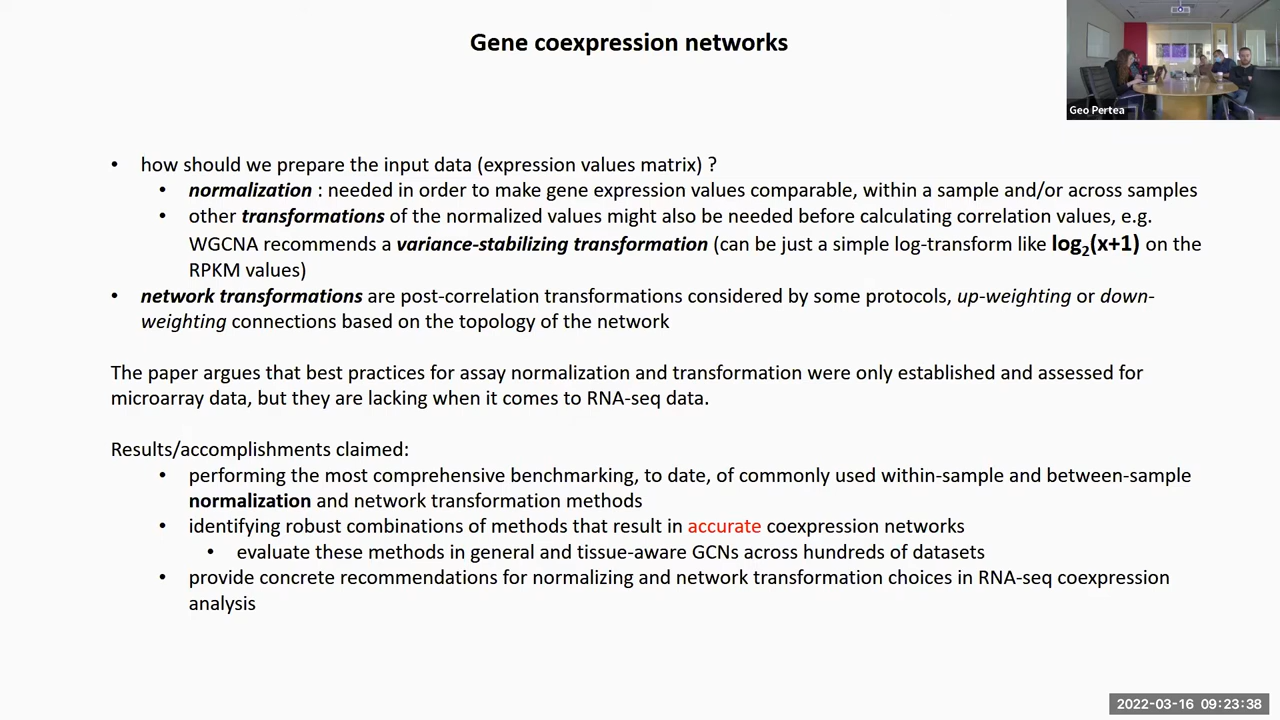 Gene coexpression networks
Geo Pertea
• how should we prepare the input data (expression values matrix) ?
• normalization : needed in order to make gene expression values comparable, within a sample and/or across samples
• other transformations of the normalized values might also be needed before calculating correlation values, e.g.
WGCNA recommends a variance-stabilizing transformation (can be just a simple log-transform like log2(x+1) on the
RPKM values)
• network transformations are post-correlation transformations considered by some protocols, up-weighting or down-
weighting connections based on the topology of the network
The paper argues that best practices for assay normalization and transformation were only established and assessed for
microarray data, but they are lacking when it comes to RNA-seq data.
Results/accomplishments claimed:
• performing the most comprehensive benchmarking, to date, of commonly used within-sample and between-sample
normalization and network transformation methods
• identifying robust combinations of methods that result in accurate coexpression networks
• evaluate these methods in general and tissue-aware GCNs across hundreds of datasets
• provide concrete recommendations for normalizing and network transformation choices in RNA-seq coexpression
analysis
2022-03-16 09:23:38